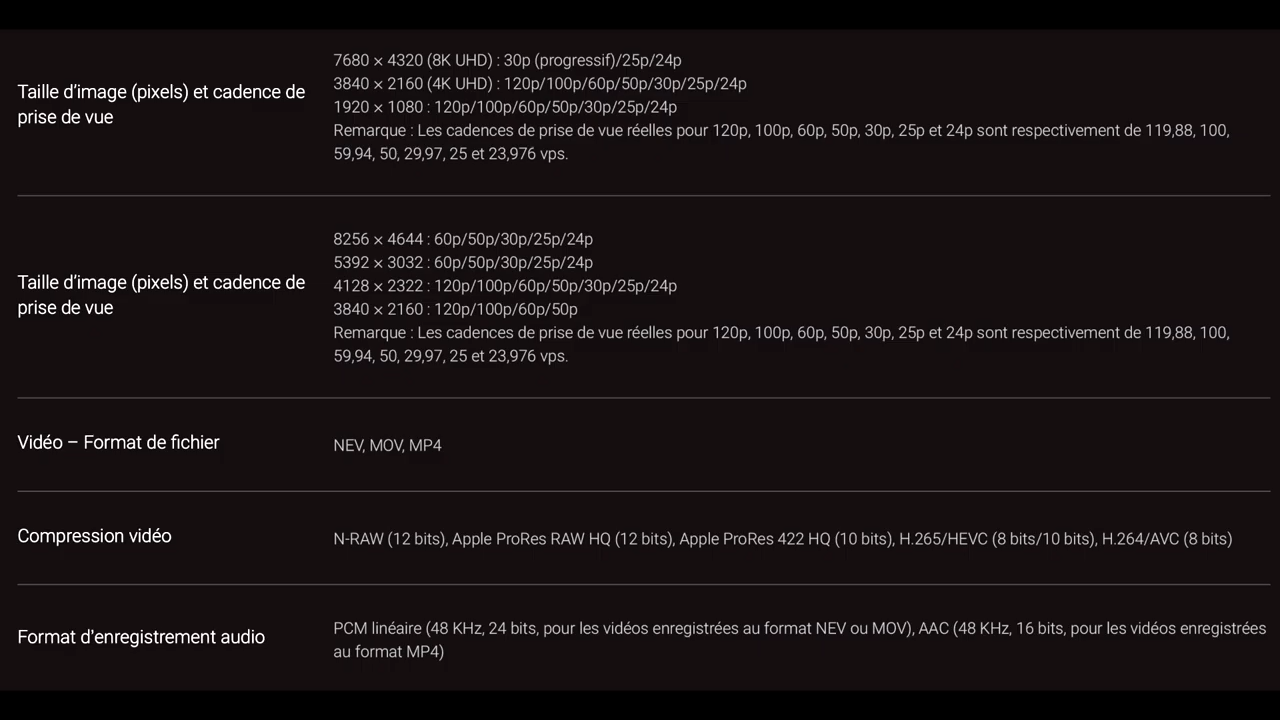 Taille d’image (pixels) et cadence de
prise de vue
7680 × 4320 (8K UHD) : 30p (progressif)/25p/24p
3840 × 2160 (4K UHD) : 120p/100p/60p/50p/30p/25p/24p
1920 × 1080 : 120p/100p/60p/50p/30p/25p/24p
Remarque : Les cadences de prise de vue réelles pour 120p, 100p, 60p, 50p, 30p, 25p et 24p sont respectivement de 119,88, 100,
59,94, 50, 29,97, 25 et 23,976 vps.
Taille d’image (pixels) et cadence de
prise de vue
8256 × 4644 : 60p/50p/30p/25p/24p
5392 × 3032 : 60p/50p/30p/25p/24p
4128 × 2322 : 120p/100p/60p/50p/30p/25p/24p
3840 × 2160 : 120p/100p/60p/50p
Remarque : Les cadences de prise de vue réelles pour 120p, 100p, 60p, 50p, 30p, 25p et 24p sont respectivement de 119,88, 100,
59,94, 50, 29,97, 25 et 23,976 vps.
Vidéo – Format de fichier
NEV, MOV, MP4
Compression vidéo
N-RAW (12 bits), Apple ProRes RAW HQ (12 bits), Apple ProRes 422 HQ (10 bits), H.265/HEVC (8 bits/10 bits), H.264/AVC (8 bits)
Format d’enregistrement audio
PCM linéaire (48 KHz, 24 bits, pour les vidéos enregistrées au format NEV ou MOV), AAC (48 KHz, 16 bits, pour les vidéos enregistrées
au format MP4)